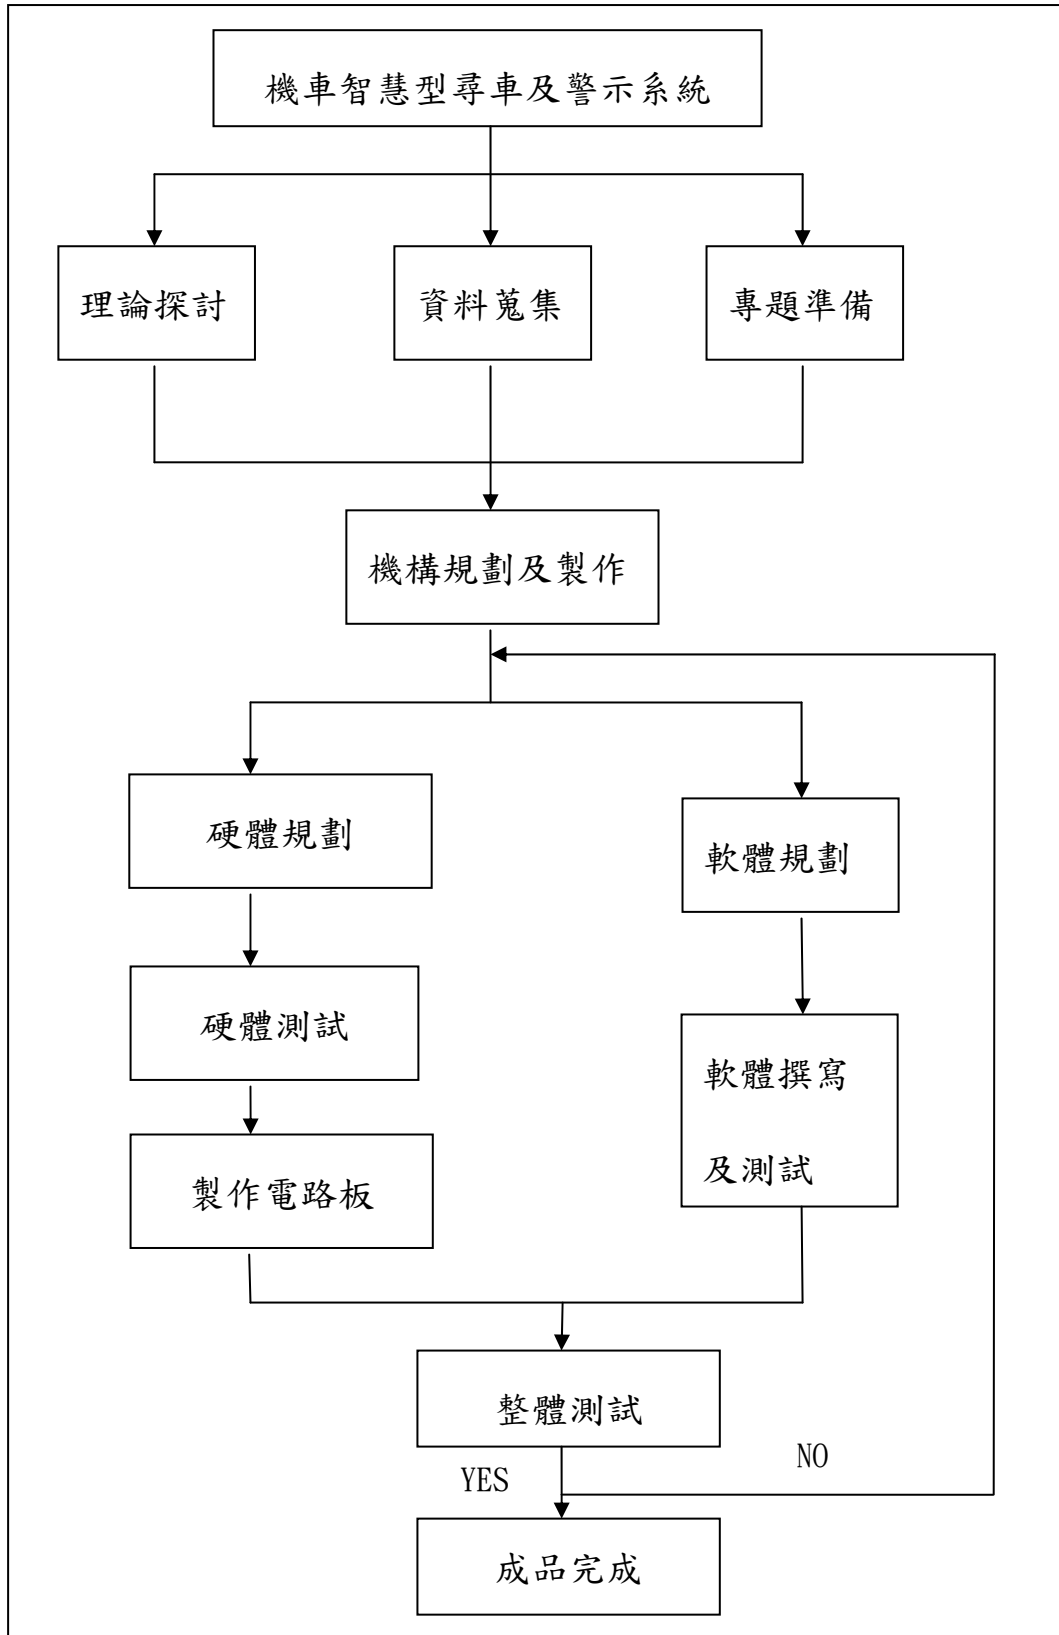 機車智慧型尋車及警示系統
理論探討
資料蒐集
專題準備
機構規劃及製作
硬體規劃
軟體規劃
硬體測試
軟體撰寫
及測試
製作電路板
整體測試
YES
NO
成品完成